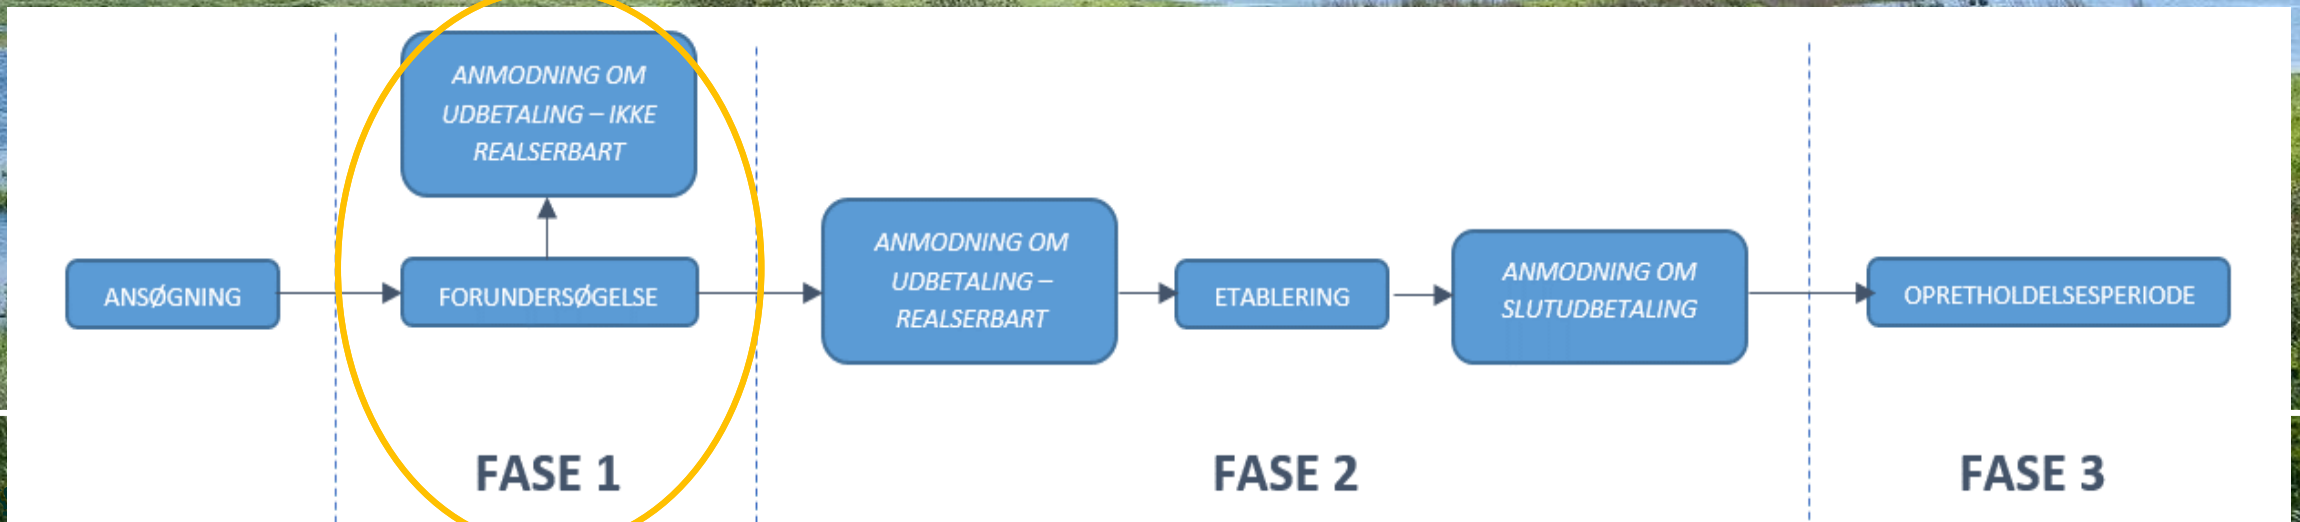 ANMODNING OM
UDBETALING – IKKE
REALSERBART
ANSØGNING
FORUNDERSØGELSE
ANMODNING OM
UDBETALING –
REALSERBART
ETABLERING
ANMODNING OM
SLUTUDBETALING
OPRETHOLDELSESPERIODE
FASE 1
FASE 2
FASE 3